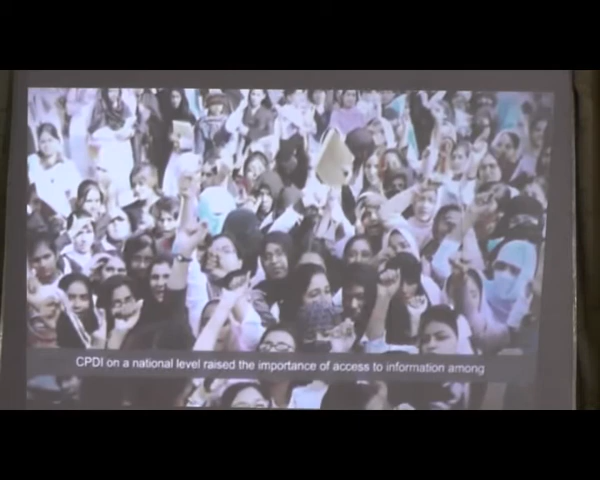 CPDI on a national level raised the importance of access to information among